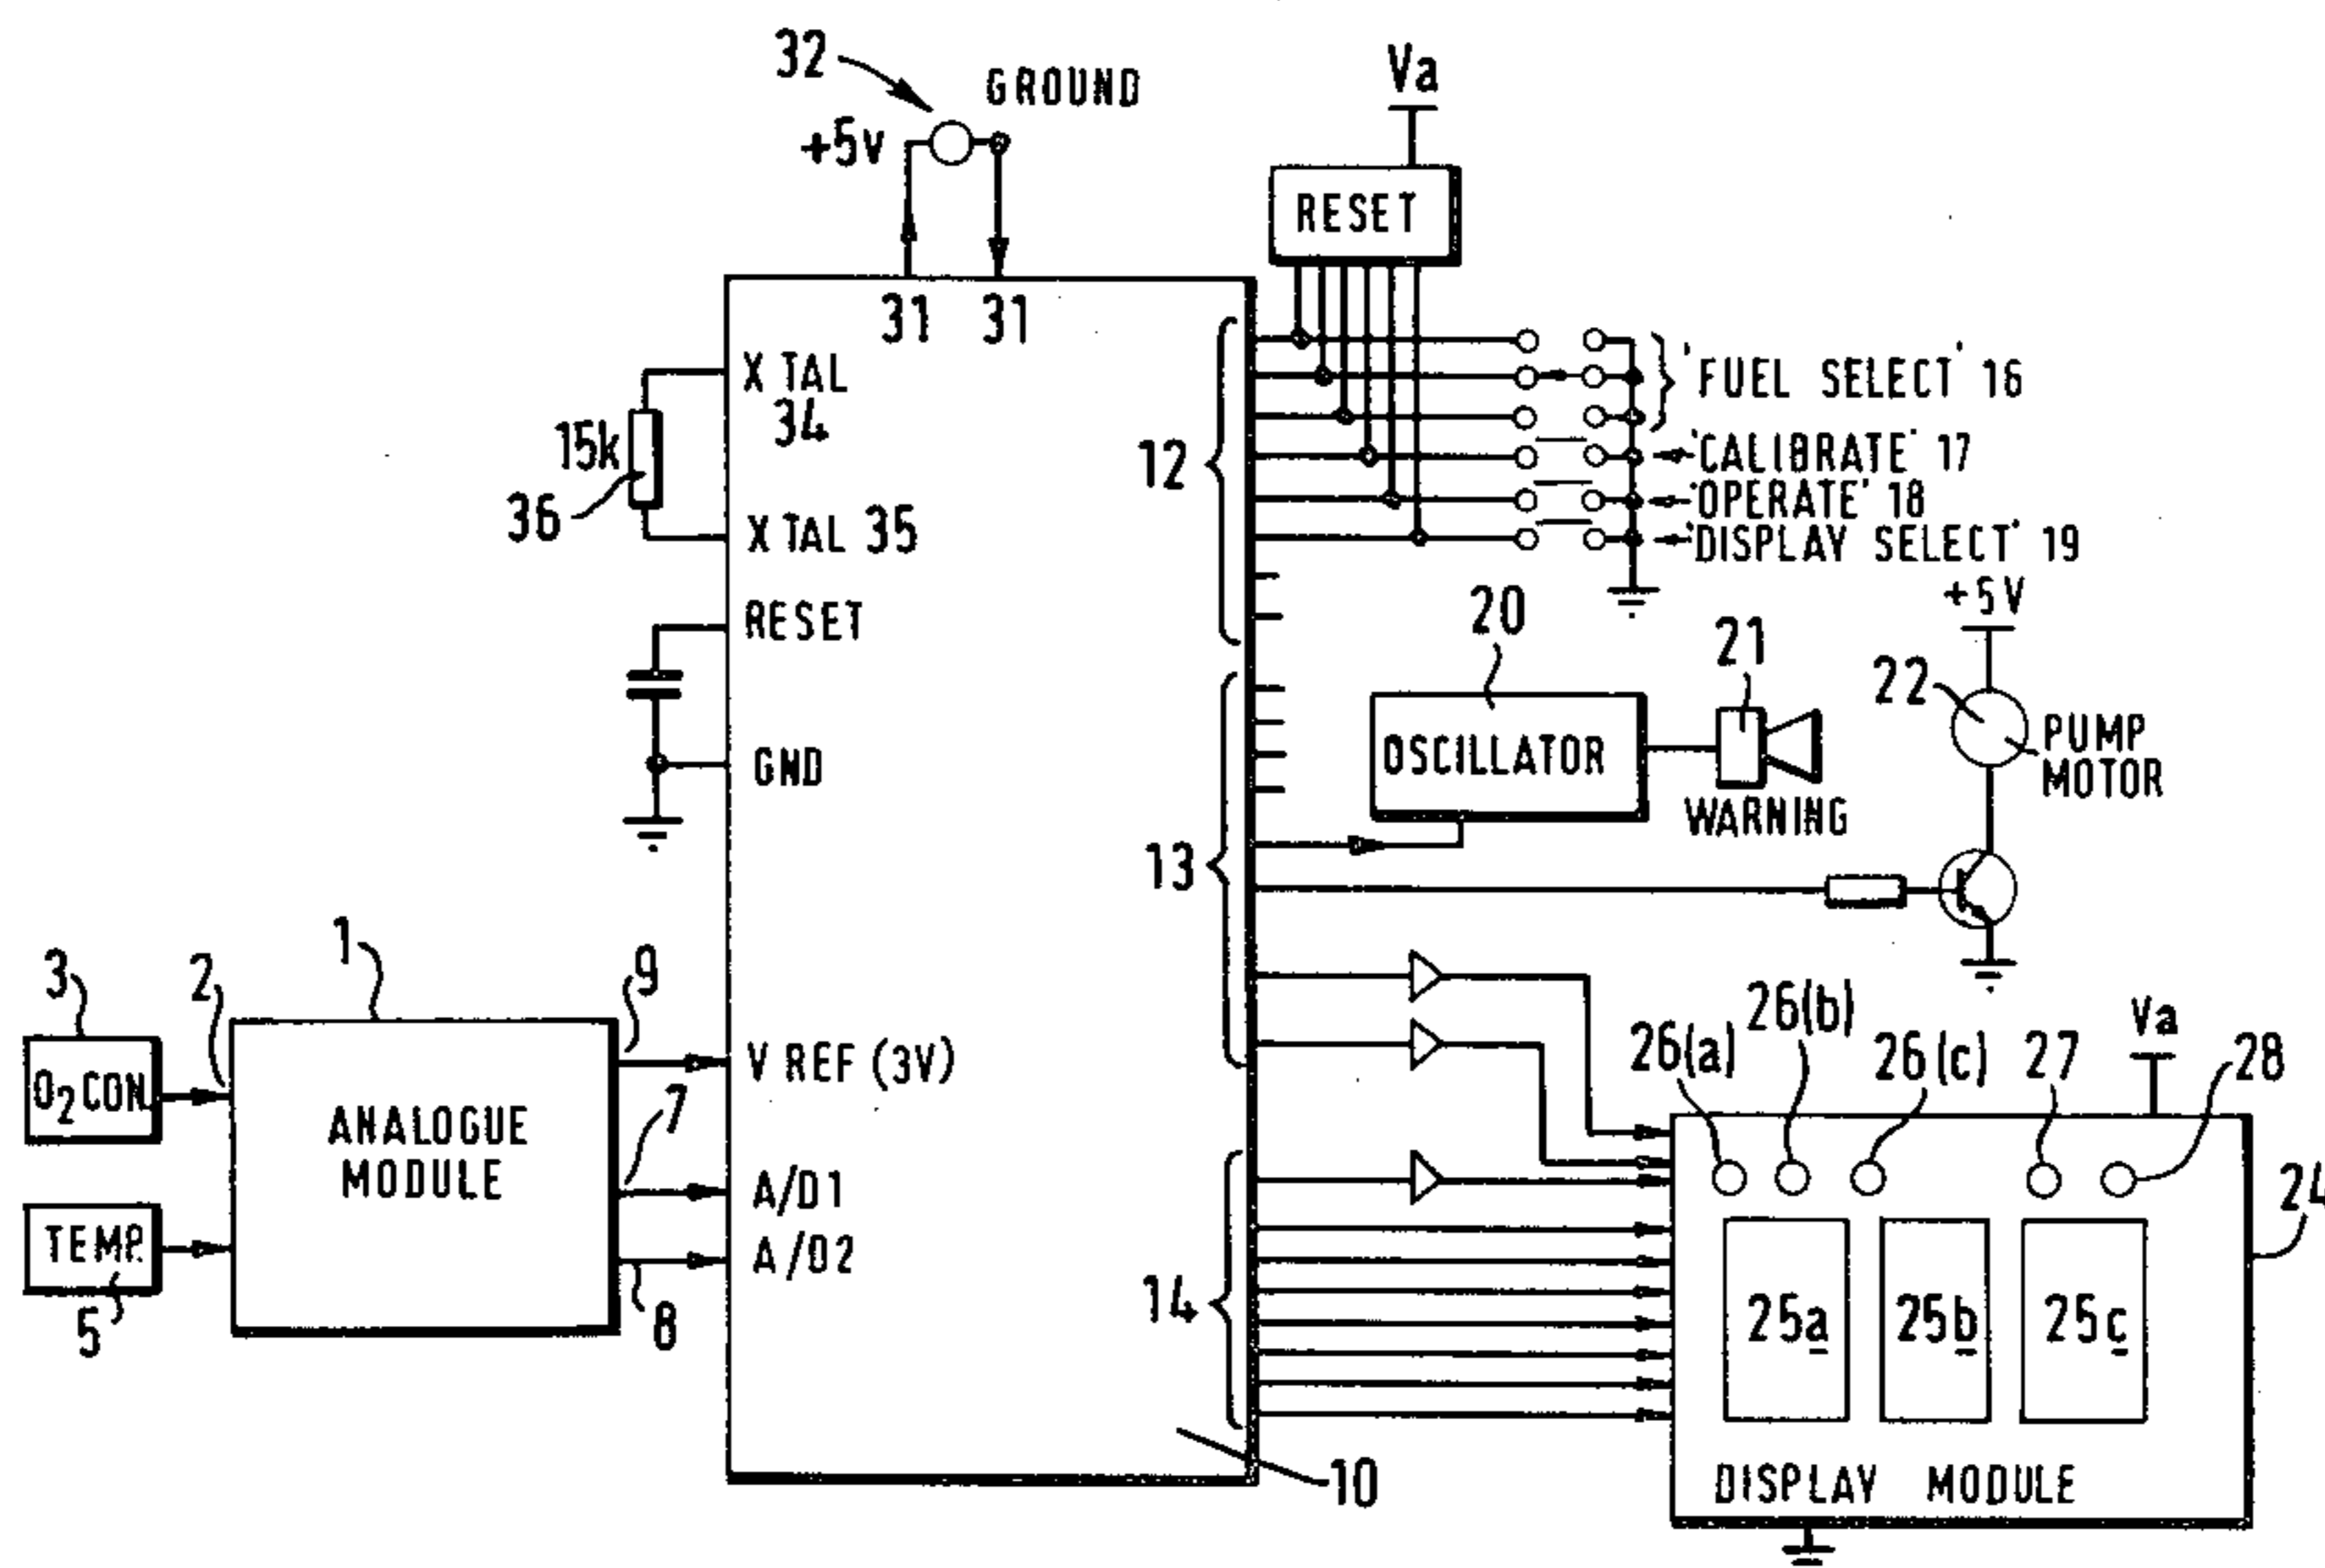 32
GROUND
+5v
Va
RESET
31
31
X TAL
34
15k
36
X TAL 35
RESET
GND
12
'FUEL SELECT' 16
'CALIBRATE' 17
'OPERATE' 18
'DISPLAY SELECT' 19
+5V
20
21
22
OSCILLATOR
WARNING
PUMP
MOTOR
13
1
3
2
9
O2 CON.
ANALOGUE
MODULE
V REF (3V)
7
A/D1
A/D2
TEMP.
5
8
14
10
26(a)
26(b)
26(c)
27
Va
28
24
25a
25b
25c
DISPLAY MODULE